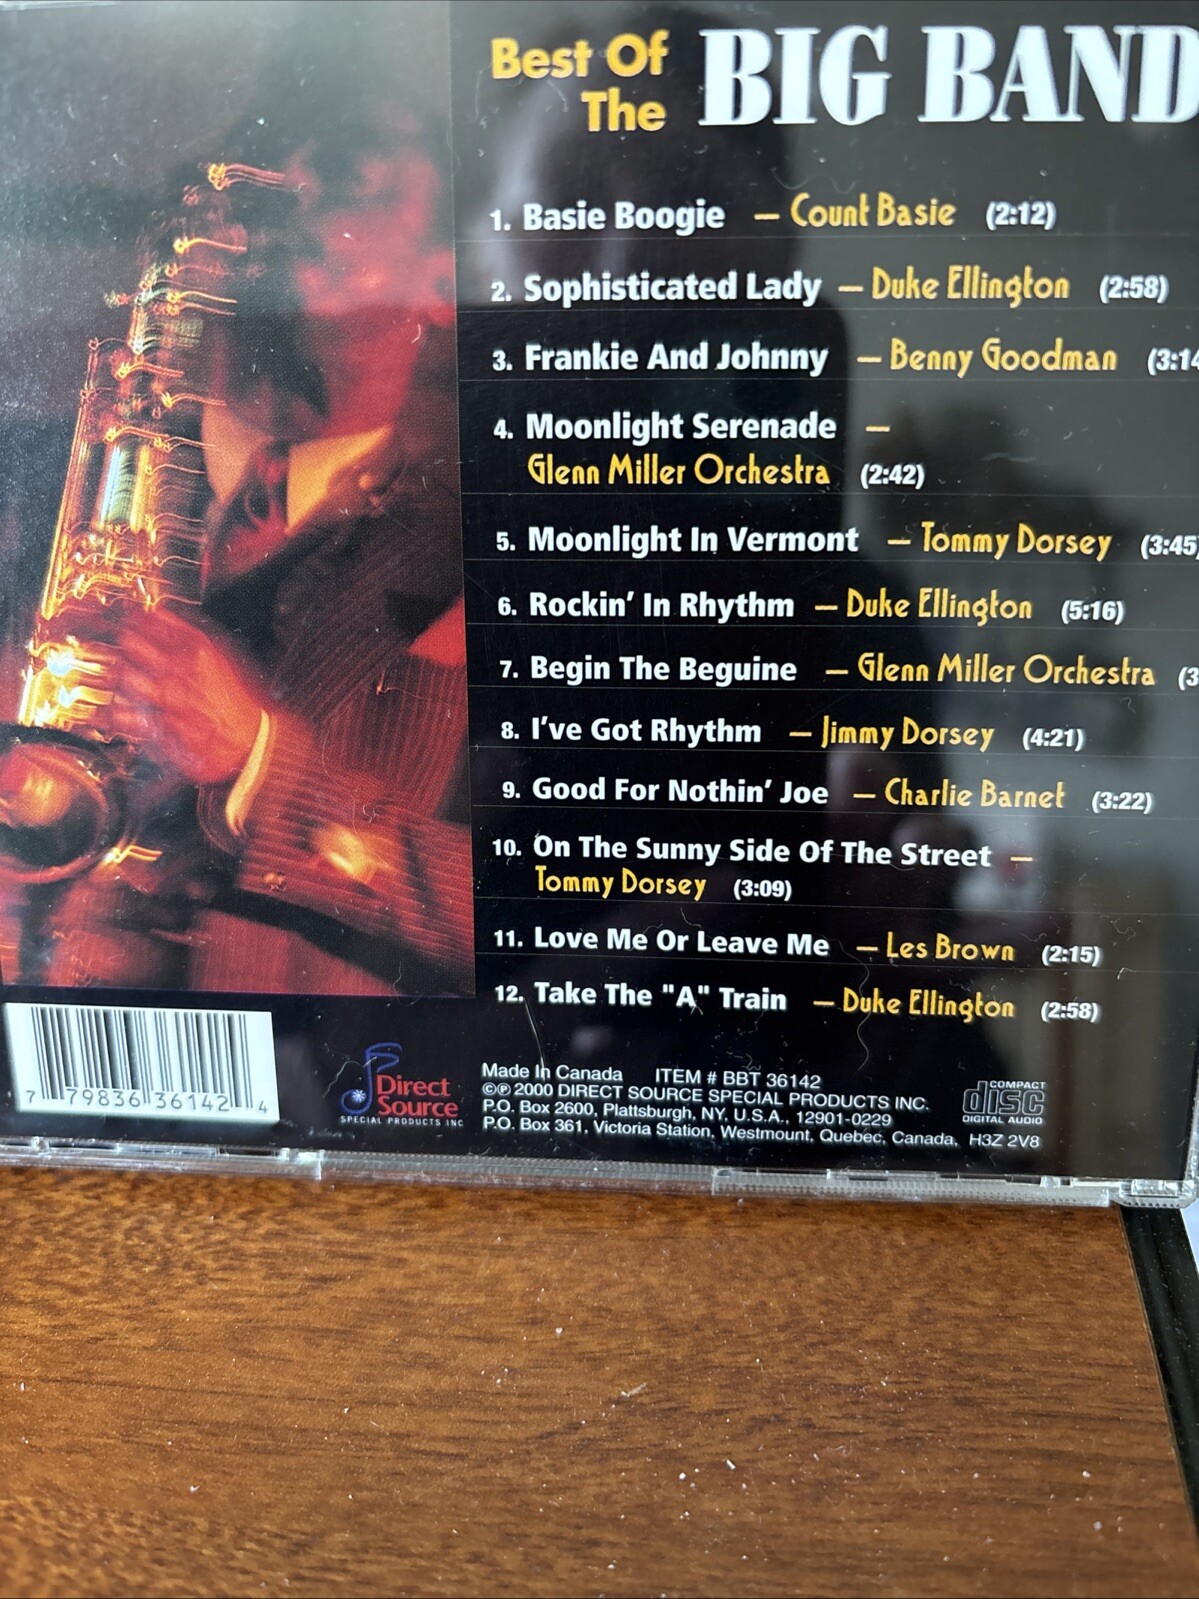 Best Of
The BIG BAND
1. Basie Boogie — Count Basie (2:12)
2. Sophisticated Lady — Duke Ellington (2:58)
3. Frankie And Johnny — Benny Goodman (3:14
4. Moonlight Serenade —
Glenn Miller Orchestra (2:42)
5. Moonlight In Vermont — Tommy Dorsey (3:45)
6. Rockin' In Rhythm — Duke Ellington (5:16)
7. Begin The Beguine — Glenn Miller Orchestra (3
8. I've Got Rhythm — Jimmy Dorsey (4:21)
9. Good For Nothin' Joe — Charlie Barnet (3:22)
10. On The Sunny Side Of The Street —
Tommy Dorsey (3:09)
11. Love Me Or Leave Me — Les Brown (2:15)
12. Take The "A" Train — Duke Ellington (2:58)
7 79836 36142 4
Direct
Source
SPECIAL PRODUCTS INC
Made In Canada ITEM # BBT 36142
©℗ 2000 DIRECT SOURCE SPECIAL PRODUCTS INC.
P.O. Box 2600, Plattsburgh, NY, U.S.A., 12901-0229
P.O. Box 361, Victoria Station, Westmount, Quebec, Canada, H3Z 2V8
COMPACT
disc
DIGITAL AUDIO